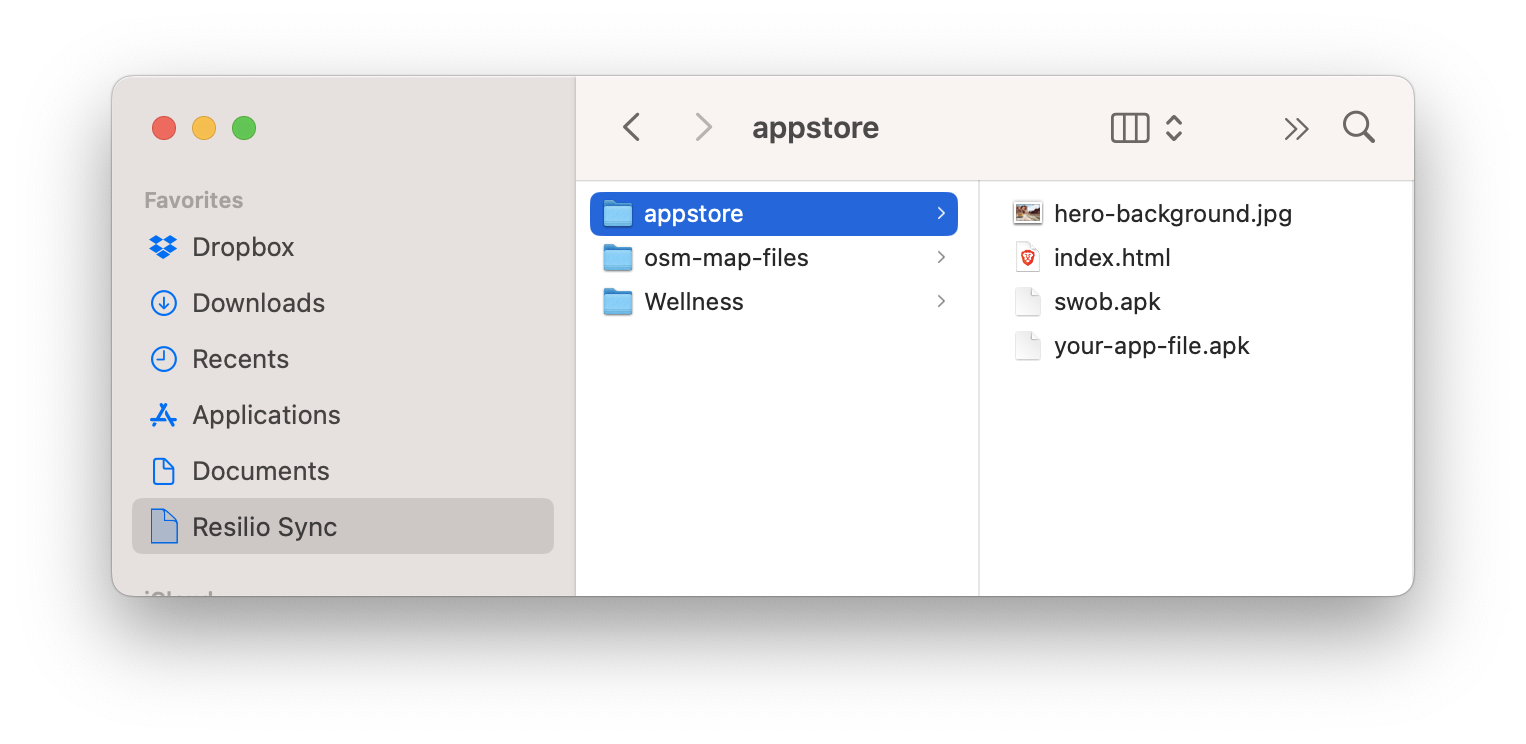 appstore
Favorites
Dropbox
Downloads
Recents
Applications
Documents
Resilio Sync
iCloud
appstore
osm-map-files
Wellness
hero-background.jpg
index.html
swob.apk
your-app-file.apk